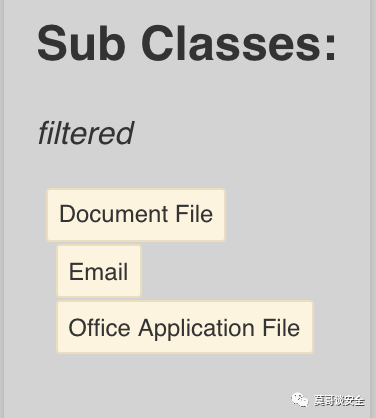 Sub Classes:
filtered
Document File
Email
Office Application File
莫哥谈安全